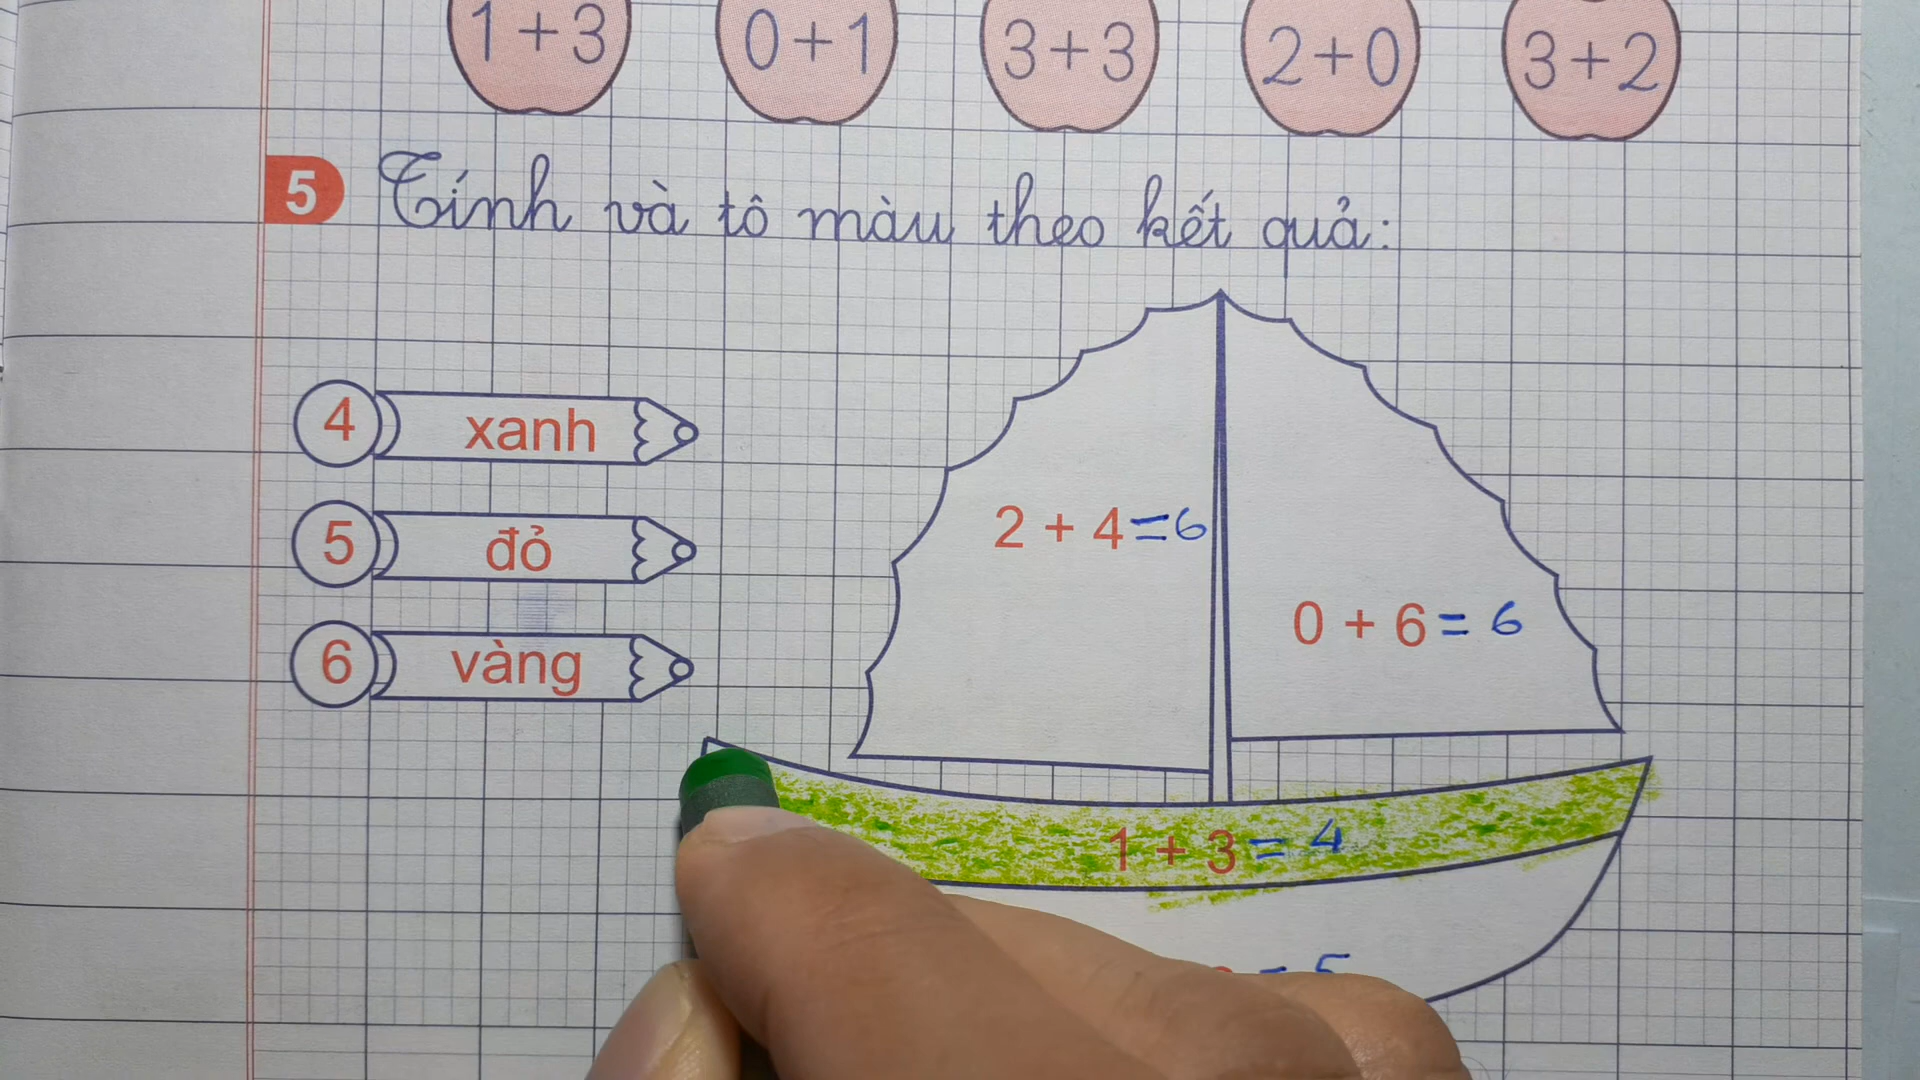 1+3 0+1 3+3 2+0 3+2
5 Tính và tô màu theo kết quả:
4 xanh
5 đỏ
6 vàng
2 + 4 = 6
0 + 6 = 6
1 + 3 = 4
= 5